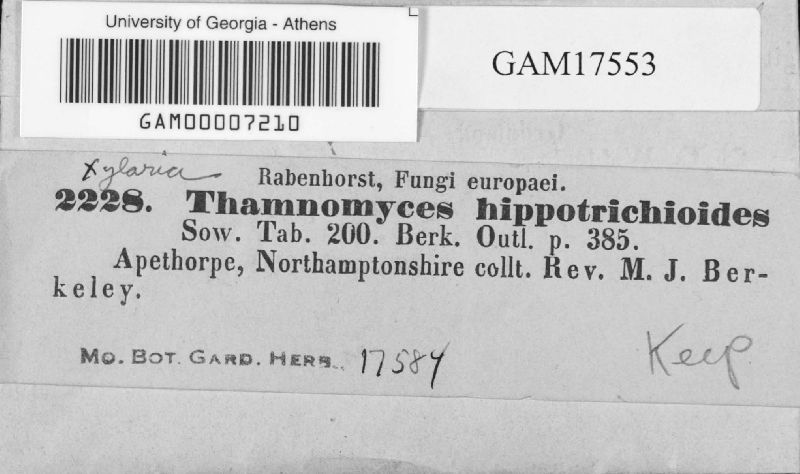 University of Georgia - Athens
GAM00007210
GAM17553
Xylaria
Rabenhorst, Fungi europaei.
2228. Thamnomyces hippotrichioides
Sow. Tab. 200. Berk. Outl. p. 385.
Apethorpe, Northamptonshire collt. Rev. M. J. Ber-
keley.
MO. BOT. GARD. HERB. 17584
Keep